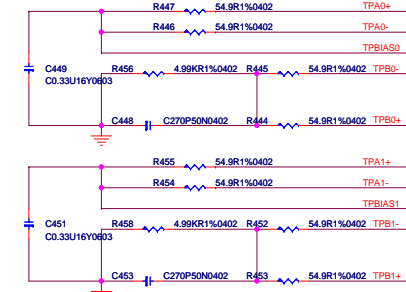 R447 54.9R1%0402 TPA0+
R446 54.9R1%0402 TPA0-
TPBIAS0
C449 R456 4.99KR1%0402 R445 54.9R1%0402 TPB0-
C0.33U16Y0603
C448 C270P50N0402 R444 54.9R1%0402 TPB0+
R455 54.9R1%0402 TPA1+
R454 54.9R1%0402 TPA1-
TPBIAS1
C451 R458 4.99KR1%0402 R452 54.9R1%0402 TPB1-
C0.33U16Y0603
C453 C270P50N0402 R453 54.9R1%0402 TPB1+